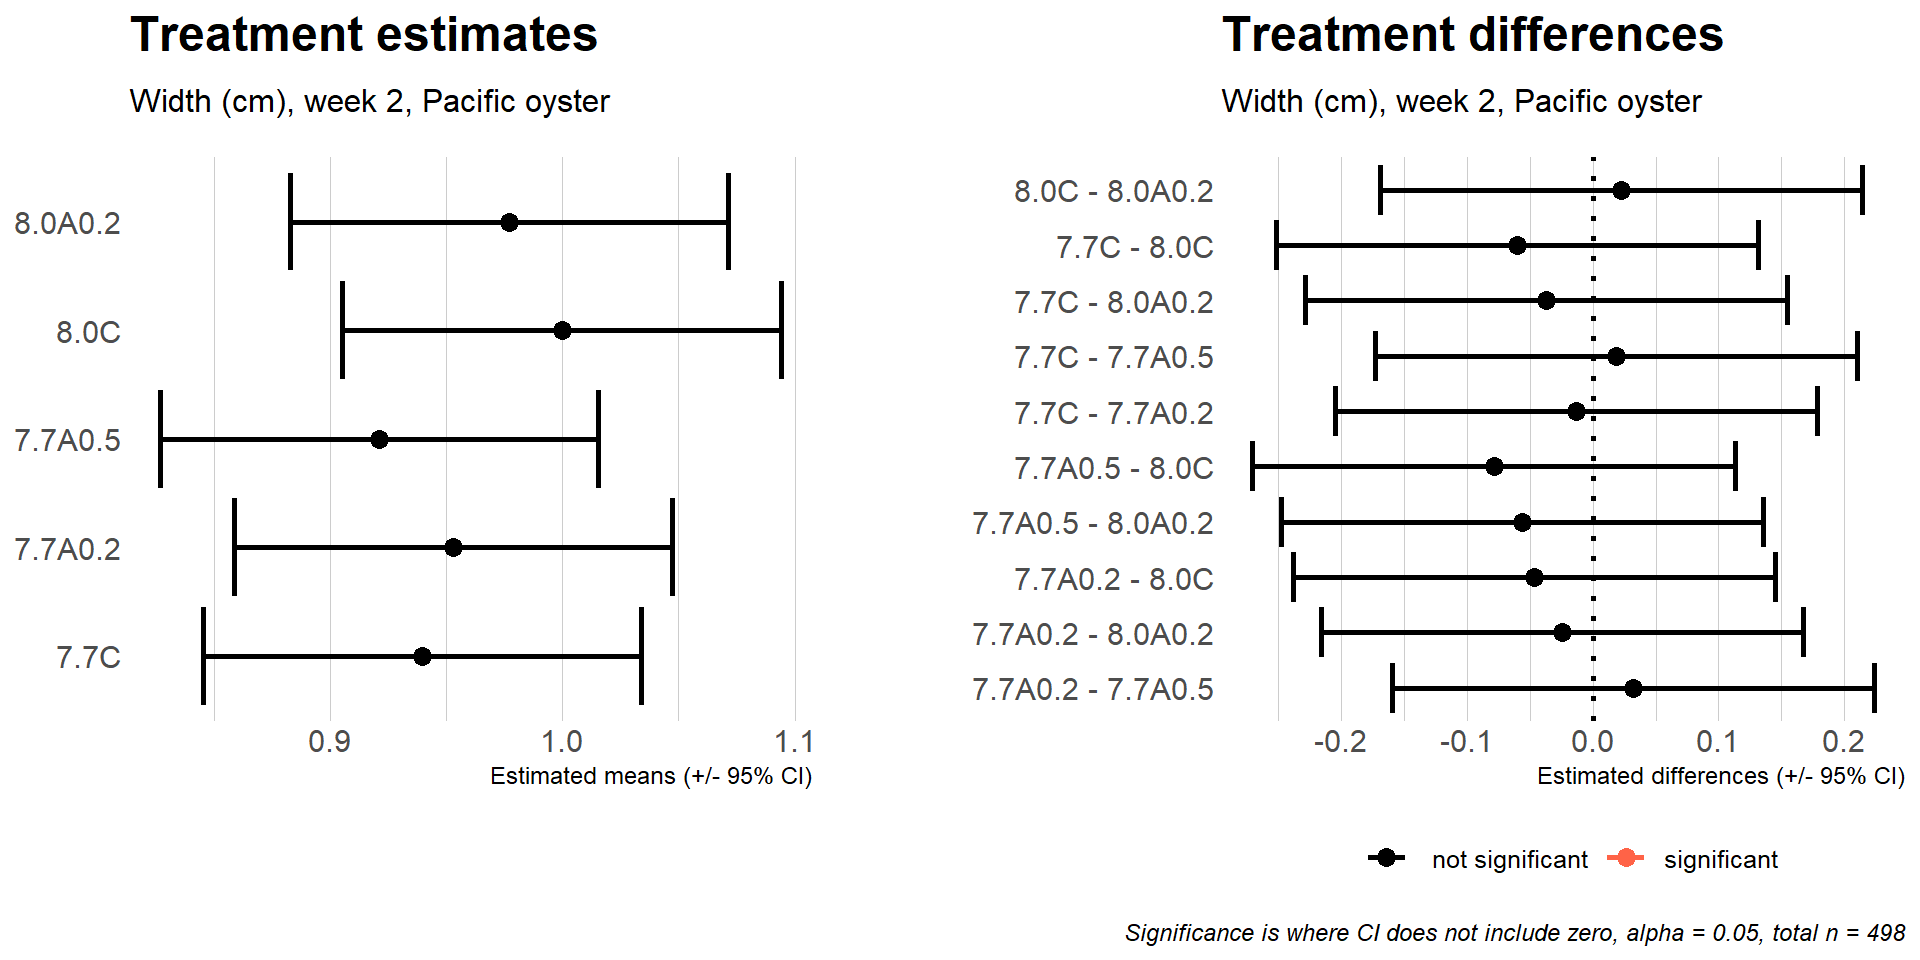 Treatment estimates
Width (cm), week 2, Pacific oyster
8.0A0.2
8.0C
7.7A0.5
7.7A0.2
7.7C
0.9 1.0 1.1
Estimated means (+/- 95% CI)
Treatment differences
Width (cm), week 2, Pacific oyster
8.0C - 8.0A0.2
7.7C - 8.0C
7.7C - 8.0A0.2
7.7C - 7.7A0.5
7.7C - 7.7A0.2
7.7A0.5 - 8.0C
7.7A0.5 - 8.0A0.2
7.7A0.2 - 8.0C
7.7A0.2 - 8.0A0.2
7.7A0.2 - 7.7A0.5
-0.2 -0.1 0.0 0.1 0.2
Estimated differences (+/- 95% CI)
not significant significant
Significance is where CI does not include zero, alpha = 0.05, total n = 498